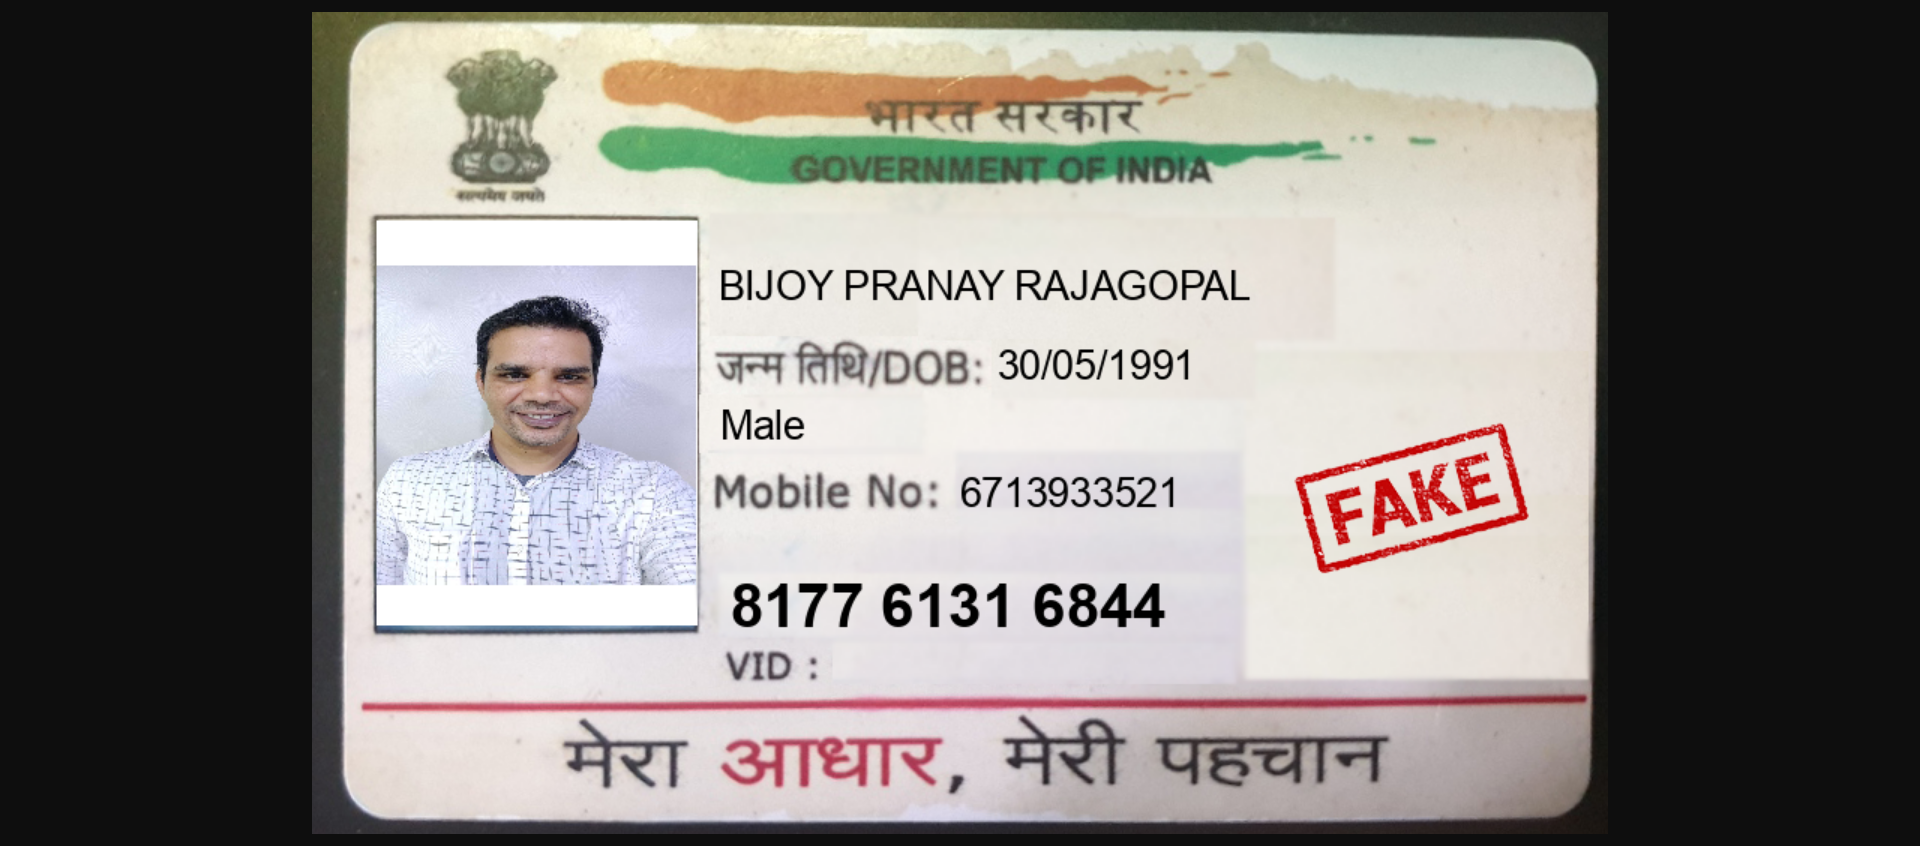 सत्यमेव जयते
भारत सरकार
GOVERNMENT OF INDIA
BIJOY PRANAY RAJAGOPAL
जन्म तिथि/DOB: 30/05/1991
Male
Mobile No: 6713933521
FAKE
8177 6131 6844
VID :
मेरा आधार, मेरी पहचान